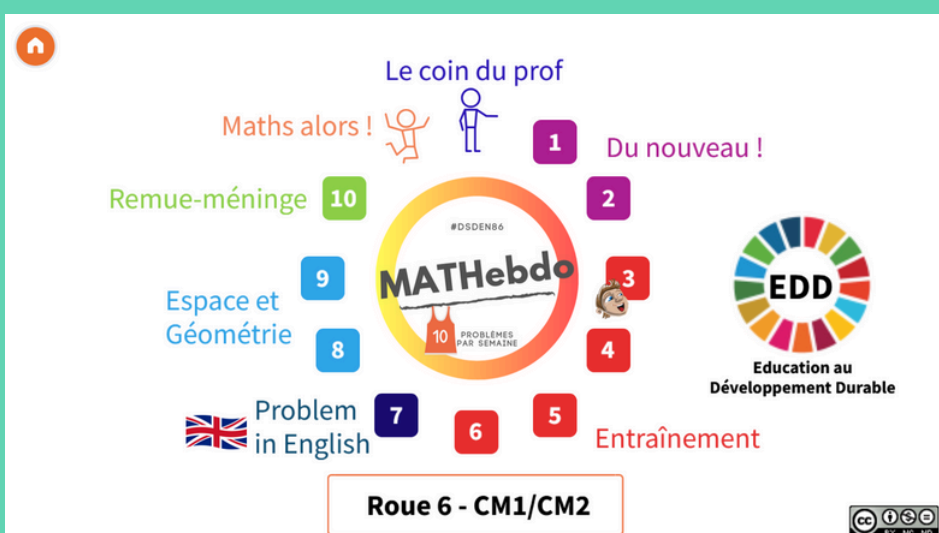 Le coin du prof
Maths alors !
1
Du nouveau !
Remue-méninge
10
2
#DSDEN86
MATHebdo
10
PROBLÈMES
PAR SEMAINE
9
3
Espace et
Géométrie
8
4
EDD
Education au
Développement Durable
Problem
in English
7
6
5
Entraînement
Roue 6 - CM1/CM2
cc